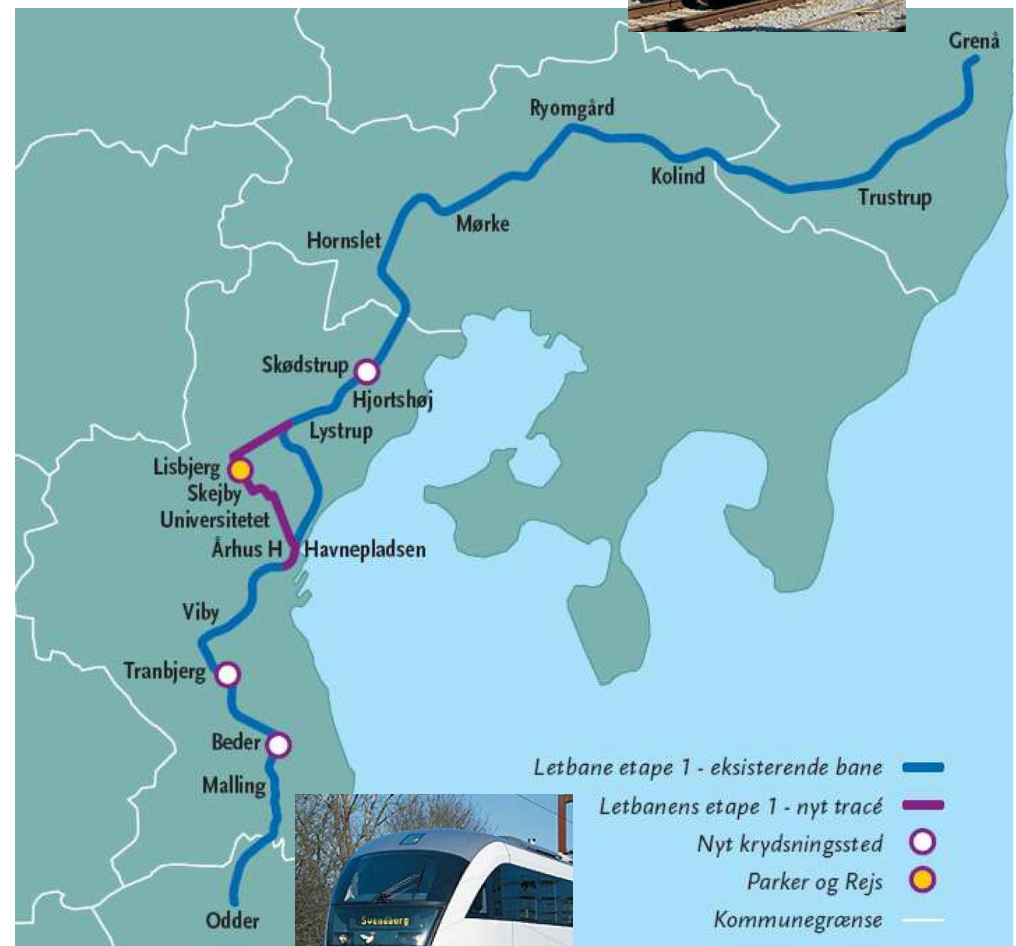 Grenå
Ryomgård
Kolind
Trustrup
Mørke
Hornslet
Skødstrup
Hjortshøj
Lystrup
Lisbjerg
Skejby
Universitetet
Århus H
Havnepladsen
Viby
Tranbjerg
Beder
Malling
Odder
Letbane etape 1 - eksisterende bane
Letbanens etape 1 - nyt tracé
Nyt krydsningssted
Parker og Rejs
Kommunegrænse
Svendborg